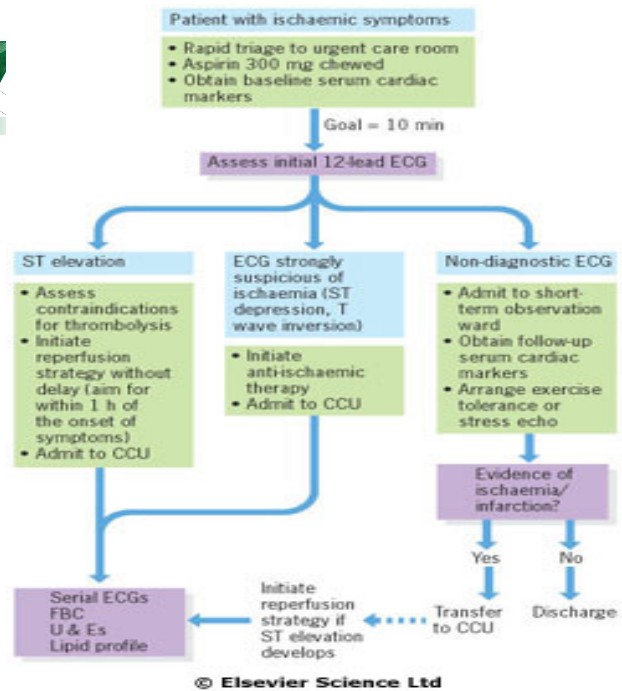 Patient with ischaemic symptoms
• Rapid triage to urgent care room
• Aspirin 300 mg chewed
• Obtain baseline serum cardiac
markers
Goal = 10 min
Assess initial 12-lead ECG
ST elevation
• Assess
contraindications
for thrombolysis
• Initiate
reperfusion
strategy without
delay (aim for
within 1 h of
the onset of
symptoms)
• Admit to CCU
ECG strongly
suspicious of
ischaemia (ST
depression, T
wave inversion)
• Initiate
anti-ischaemic
therapy
• Admit to CCU
Non-diagnostic ECG
• Admit to short-
term observation
ward
• Obtain follow-up
serum cardiac
markers
• Arrange exercise
tolerance or
stress echo
Evidence of
ischaemia/
infarction?
Yes
No
Transfer
to CCU
Discharge
Initiate
reperfusion
strategy if
ST elevation
develops
Serial ECGs
FBC
U & Es
Lipid profile
© Elsevier Science Ltd